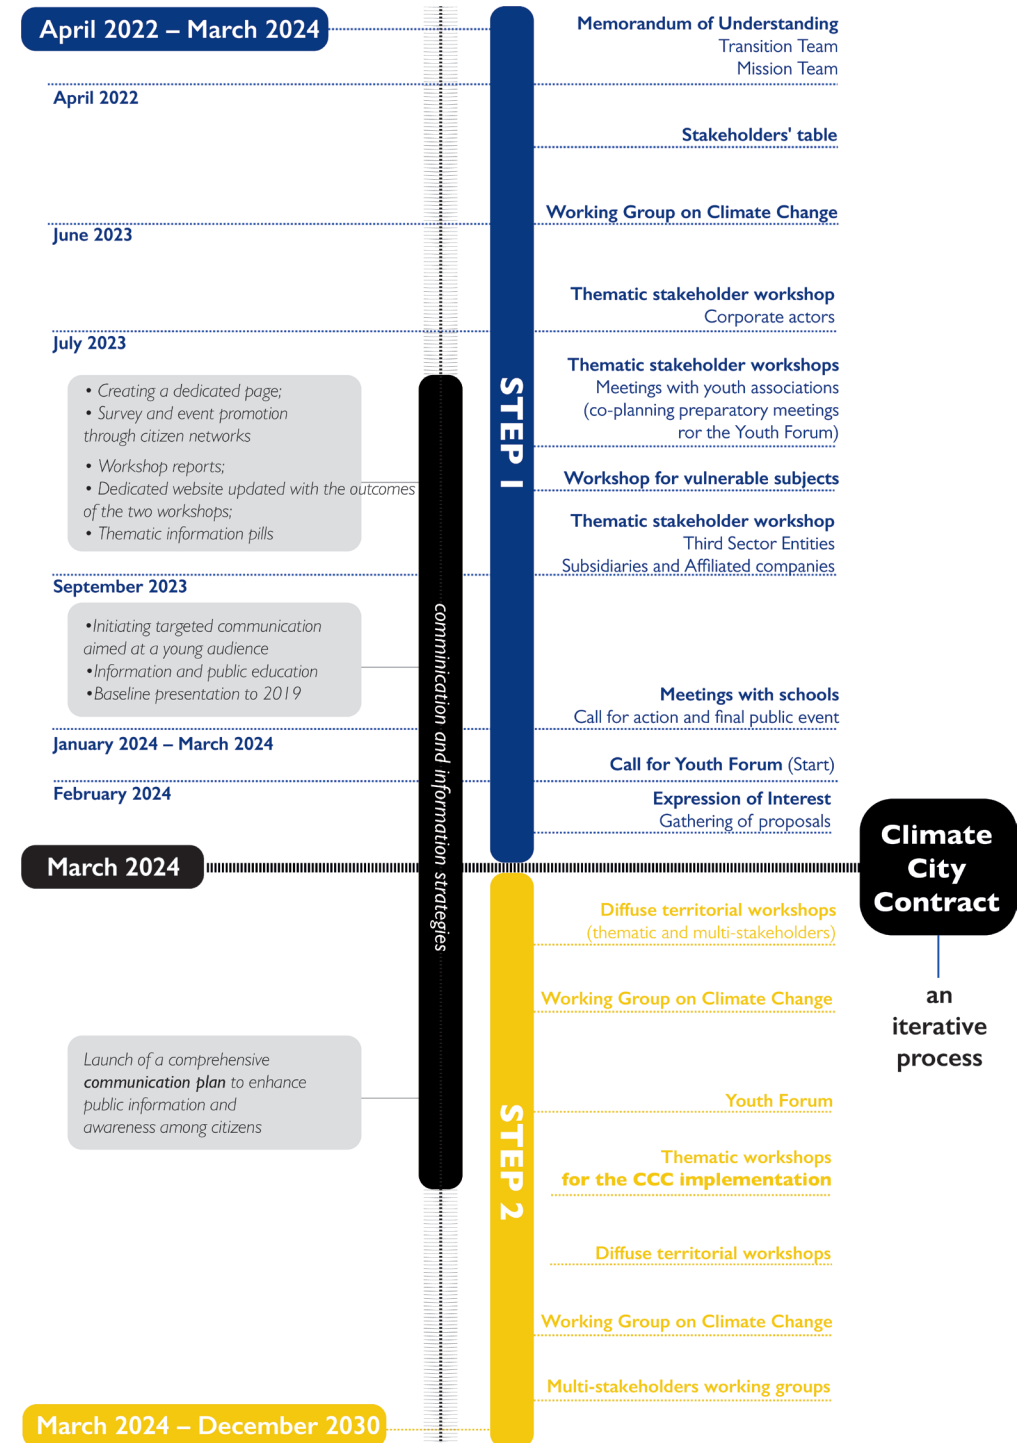 April 2022 – March 2024
Memorandum of Understanding
Transition Team
Mission Team
April 2022
Stakeholders' table
Working Group on Climate Change
June 2023
Thematic stakeholder workshop
Corporate actors
July 2023
Thematic stakeholder workshops
Meetings with youth associations
(co-planning preparatory meetings
ror the Youth Forum)
• Creating a dedicated page;
• Survey and event promotion
through citizen networks
• Workshop reports;
• Dedicated website updated with the outcomes
of the two workshops;
• Thematic information pills
STEP 1
Workshop for vulnerable subjects
Thematic stakeholder workshop
Third Sector Entities
Subsidiaries and Affiliated companies
September 2023
•Initiating targeted communication
aimed at a young audience
•Information and public education
•Baseline presentation to 2019
comminication and information strategies
Meetings with schools
Call for action and final public event
January 2024 – March 2024
Call for Youth Forum (Start)
February 2024
Expression of Interest
Gathering of proposals
March 2024
Climate
City
Contract
an
iterative
process
Diffuse territorial workshops
(thematic and multi-stakeholders)
Working Group on Climate Change
Launch of a comprehensive
communication plan to enhance
public information and
awareness among citizens
STEP 2
Youth Forum
Thematic workshops
for the CCC implementation
Diffuse territorial workshops
Working Group on Climate Change
Multi-stakeholders working groups
March 2024 – December 2030